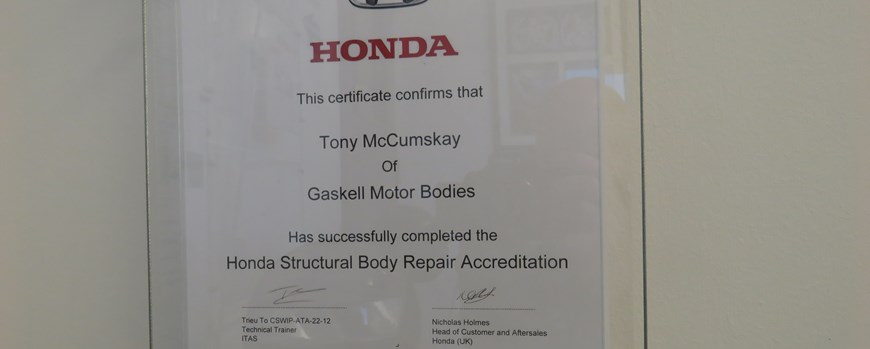 HONDA
This certificate confirms that
Tony McCumskay
Of
Gaskell Motor Bodies
Has successfully completed the
Honda Structural Body Repair Accreditation
Trieu To CSWIP-ATA-22-12
Technical Trainer
ITAS
Nicholas Holmes
Head of Customer and Aftersales
Honda (UK)